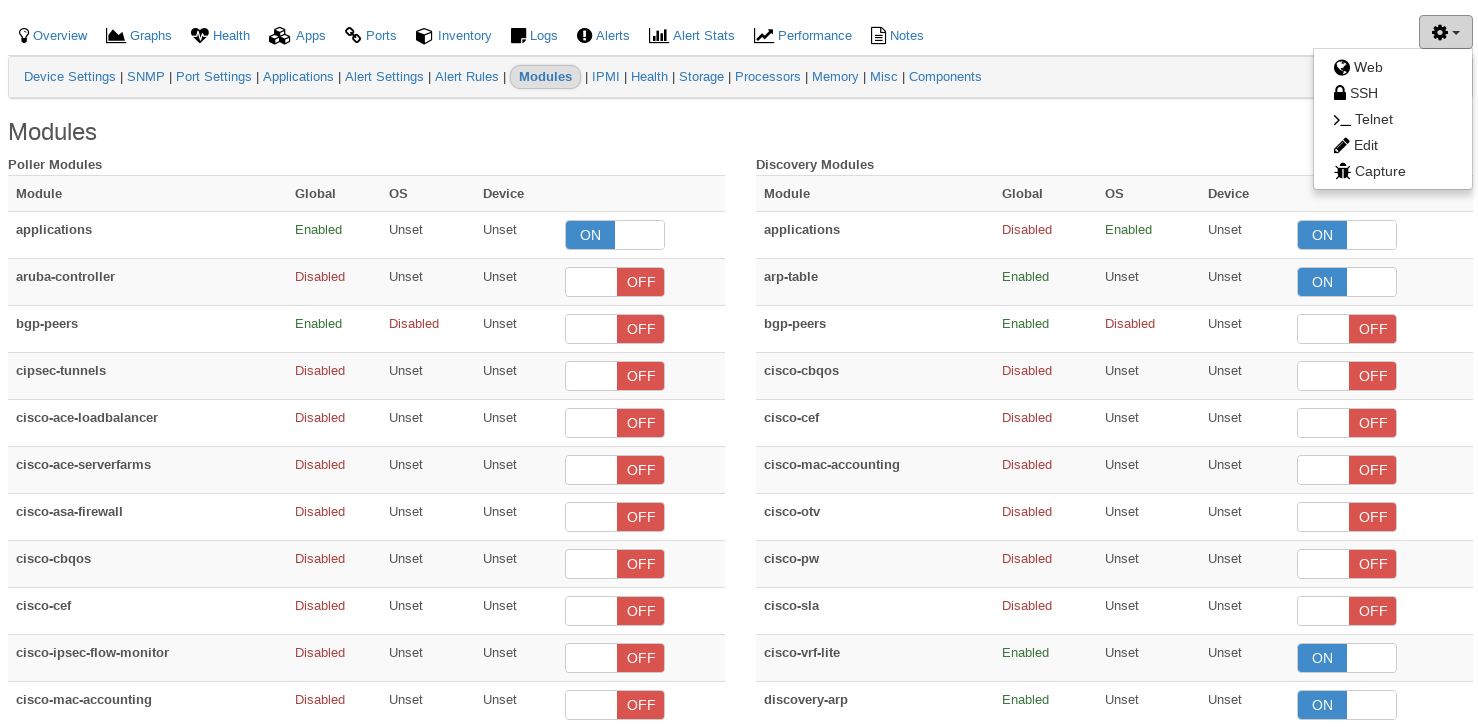 Overview Graphs Health Apps Ports Inventory Logs Alerts Alert Stats Performance Notes
Device Settings | SNMP | Port Settings | Applications | Alert Settings | Alert Rules | Modules | IPMI | Health | Storage | Processors | Memory | Misc | Components
Web
SSH
Telnet
Edit
Capture
Modules
Poller Modules
Module Global OS Device
applications Enabled Unset Unset ON
aruba-controller Disabled Unset Unset OFF
bgp-peers Enabled Disabled Unset OFF
cipsec-tunnels Disabled Unset Unset OFF
cisco-ace-loadbalancer Disabled Unset Unset OFF
cisco-ace-serverfarms Disabled Unset Unset OFF
cisco-asa-firewall Disabled Unset Unset OFF
cisco-cbqos Disabled Unset Unset OFF
cisco-cef Disabled Unset Unset OFF
cisco-ipsec-flow-monitor Disabled Unset Unset OFF
cisco-mac-accounting Disabled Unset Unset OFF
Discovery Modules
Module Global OS Device
applications Disabled Enabled Unset ON
arp-table Enabled Unset Unset ON
bgp-peers Enabled Disabled Unset OFF
cisco-cbqos Disabled Unset Unset OFF
cisco-cef Disabled Unset Unset OFF
cisco-mac-accounting Disabled Unset Unset OFF
cisco-otv Disabled Unset Unset OFF
cisco-pw Disabled Unset Unset OFF
cisco-sla Disabled Unset Unset OFF
cisco-vrf-lite Enabled Unset Unset ON
discovery-arp Enabled Unset Unset ON